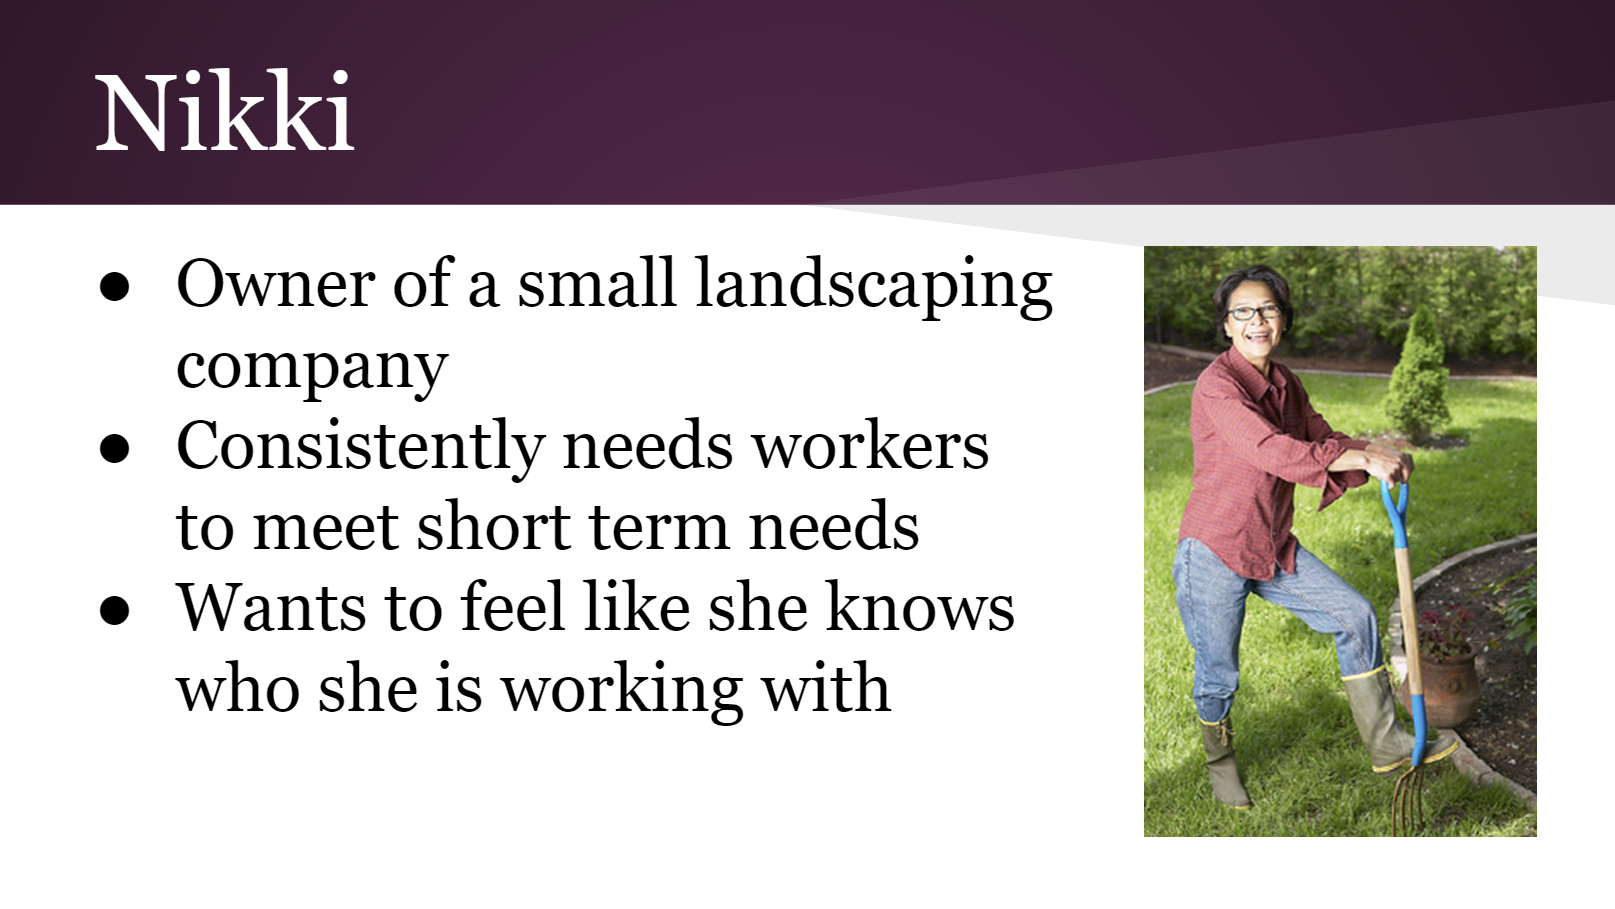 Nikki
● Owner of a small landscaping
company
● Consistently needs workers
to meet short term needs
● Wants to feel like she knows
who she is working with